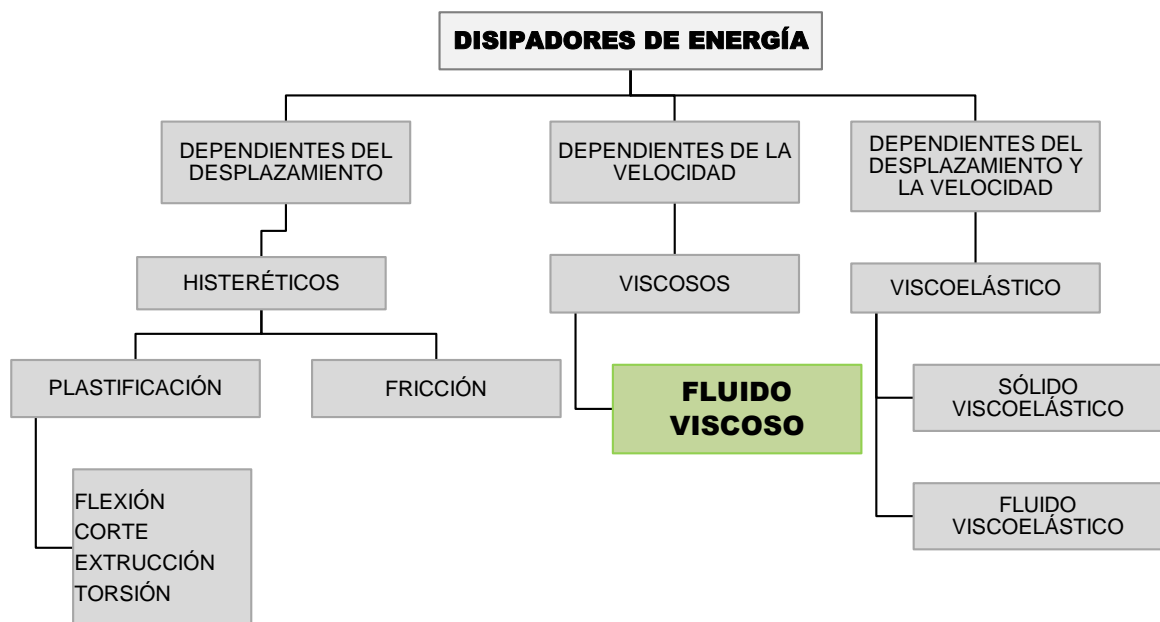 DISIPADORES DE ENERGÍA
DEPENDIENTES DEL
DESPLAZAMIENTO
DEPENDIENTES DE LA
VELOCIDAD
DEPENDIENTES DEL
DESPLAZAMIENTO Y
LA VELOCIDAD
HISTERÉTICOS
VISCOSOS
VISCOELÁSTICO
PLASTIFICACIÓN
FRICCIÓN
FLUIDO
VISCOSO
SÓLIDO
VISCOELÁSTICO
FLEXIÓN
CORTE
EXTRUCCIÓN
TORSIÓN
FLUIDO
VISCOELÁSTICO